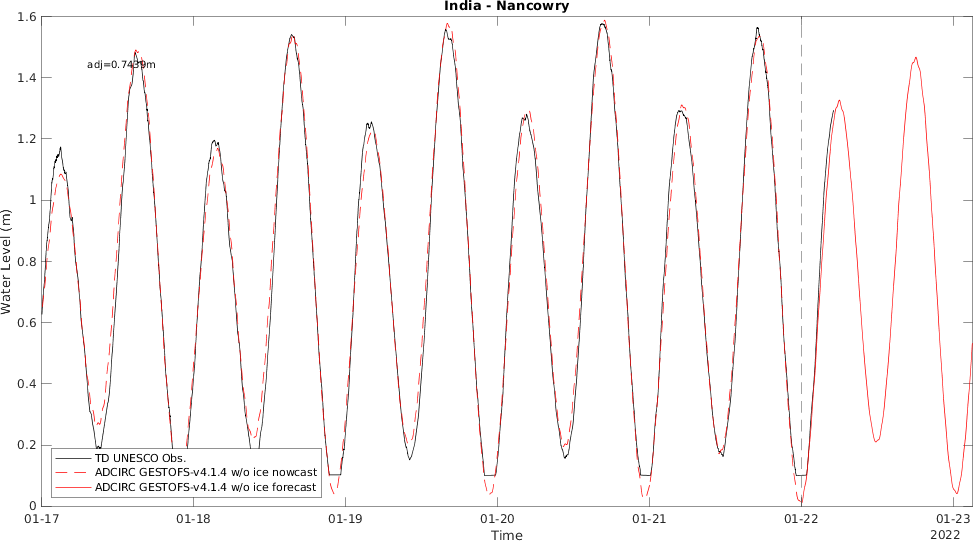 India - Nancowry
adj=0.7439m
Water Level (m)
1.6
1.4
1.2
1
0.8
0.6
0.4
0.2
0
TD UNESCO Obs.
ADCIRC GESTOFS-v4.1.4 w/o ice nowcast
ADCIRC GESTOFS-v4.1.4 w/o ice forecast
01-17 01-18 01-19 01-20 01-21 01-22 01-23
Time
2022